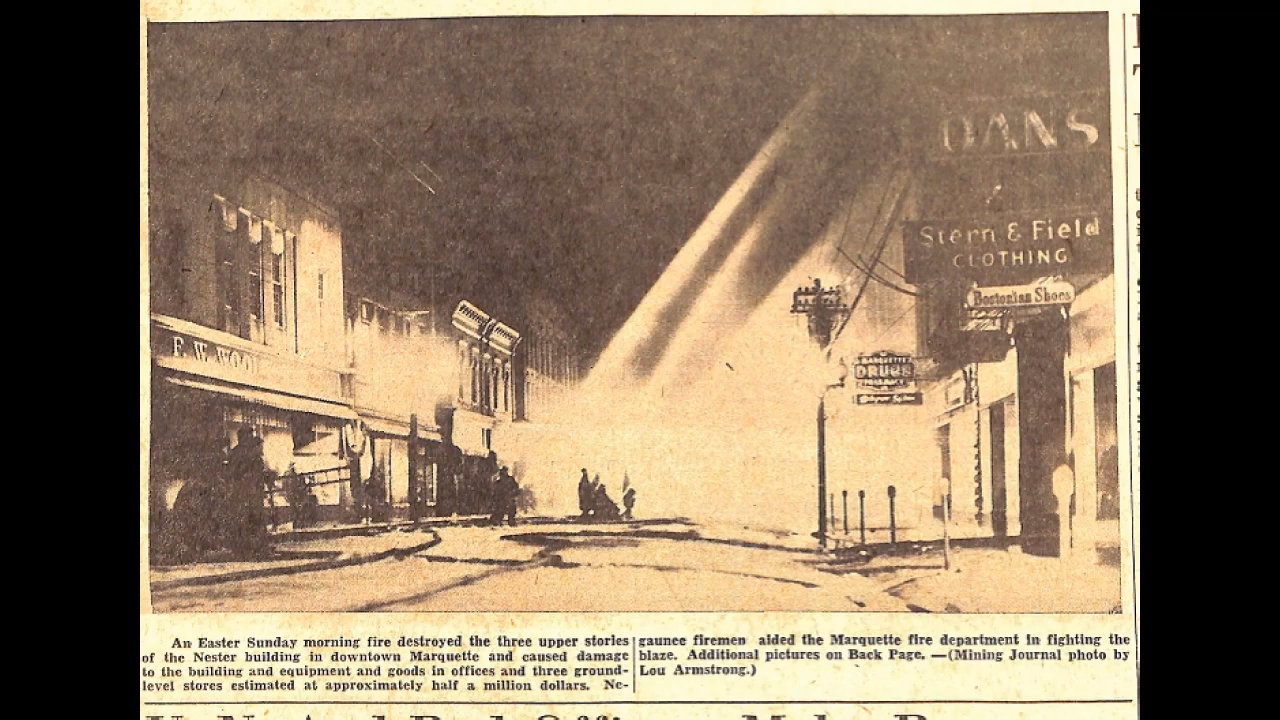 OANS
Stern & Field
CLOTHING
Bostonian Shoes
DRUGS
F. W. WOO
An Easter Sunday morning fire destroyed the three upper stories
of the Nester building in downtown Marquette and caused damage
to the building and equipment and goods in offices and three ground-
level stores estimated at approximately half a million dollars. Ne-
gaunee firemen aided the Marquette fire department in fighting the
blaze. Additional pictures on Back Page. —(Mining Journal photo by
Lou Armstrong.)